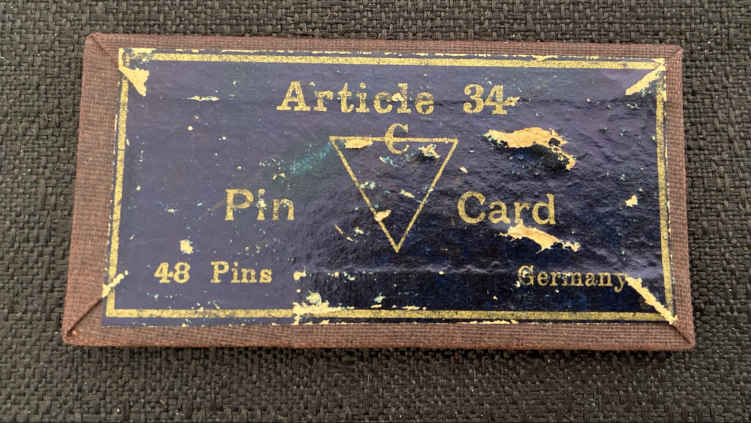 Article 34
C
Pin Card
48 Pins Germany